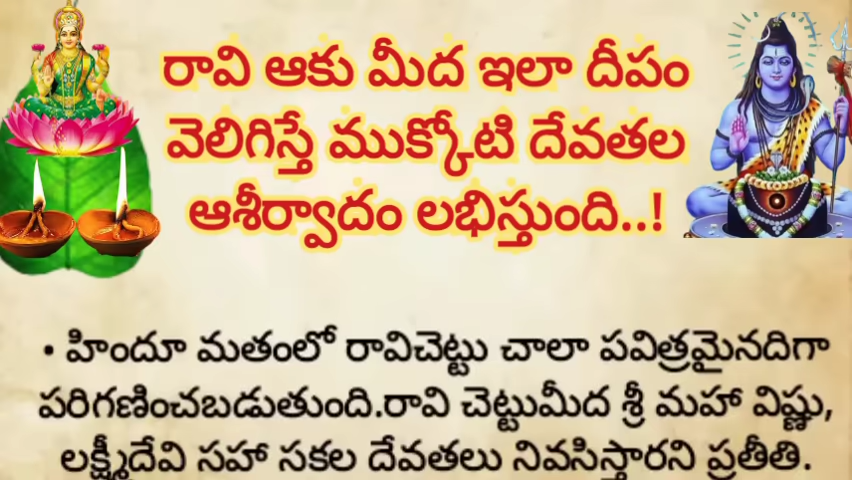 రావి ఆకు మీద ఇలా దీపం
వెలిగిస్తే ముక్కోటి దేవతల
ఆశీర్వాదం లభిస్తుంది..!
• హిందూ మతంలో రావిచెట్టు చాలా పవిత్రమైనదిగా
పరిగణించబడుతుంది.రావి చెట్టుమీద శ్రీ మహా విష్ణు,
లక్ష్మీదేవి సహా సకల దేవతలు నివసిస్తారని ప్రతీతి.